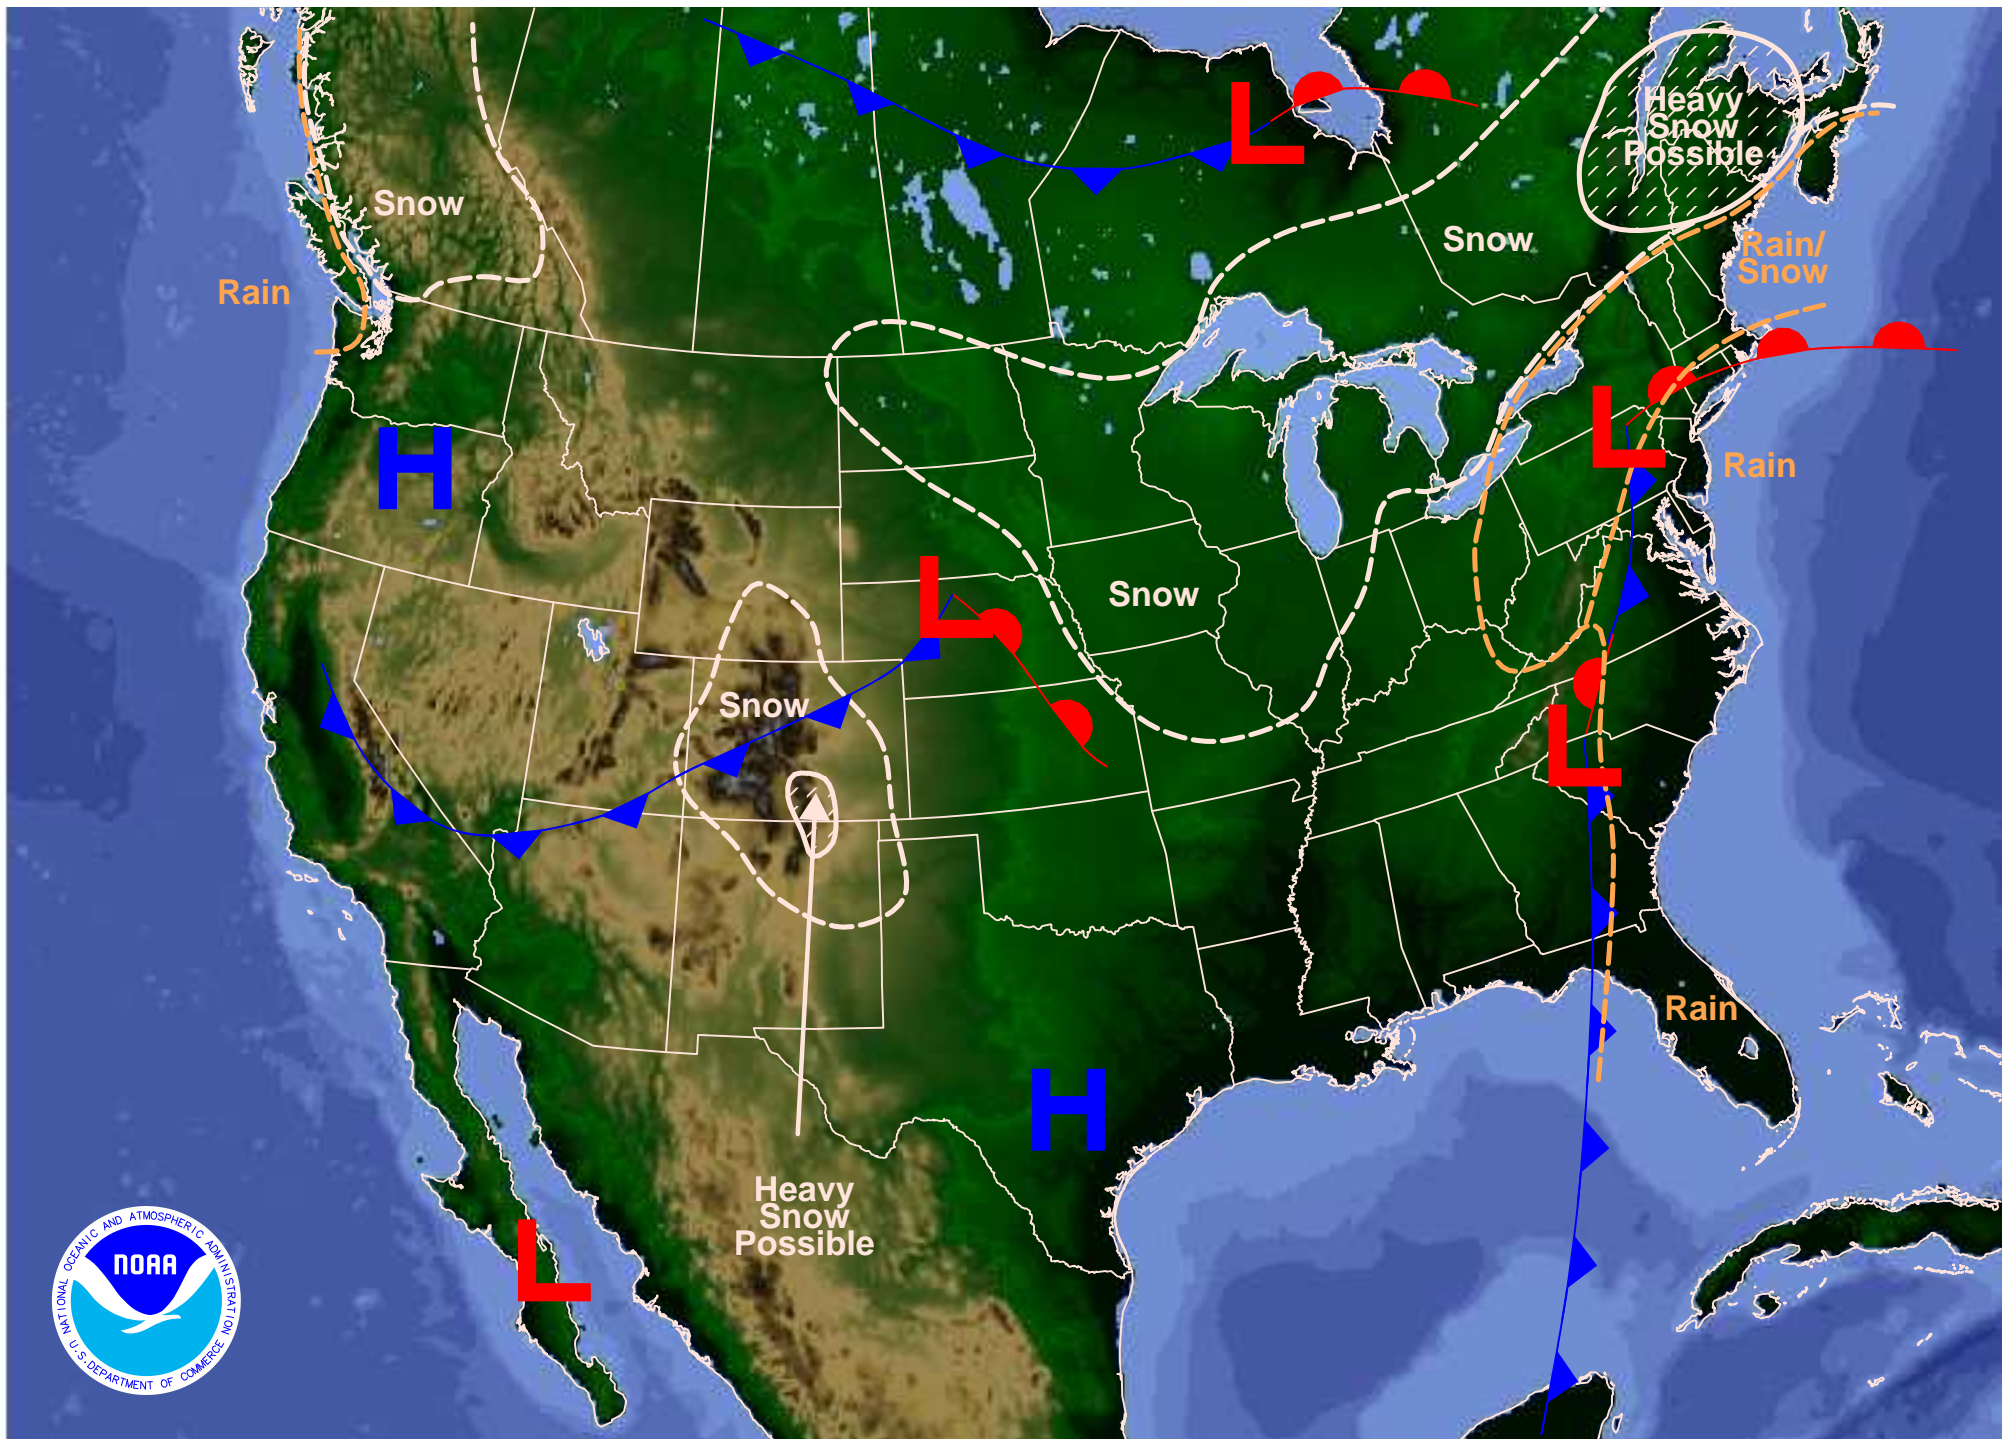 Heavy
Snow
Possible
Snow
Snow
Rain/
Snow
Rain
H
L
L
Rain
L
Snow
Snow
L
Rain
H
Heavy
Snow
Possible
L
NOAA
NATIONAL OCEANIC AND ATMOSPHERIC ADMINISTRATION
U.S. DEPARTMENT OF COMMERCE